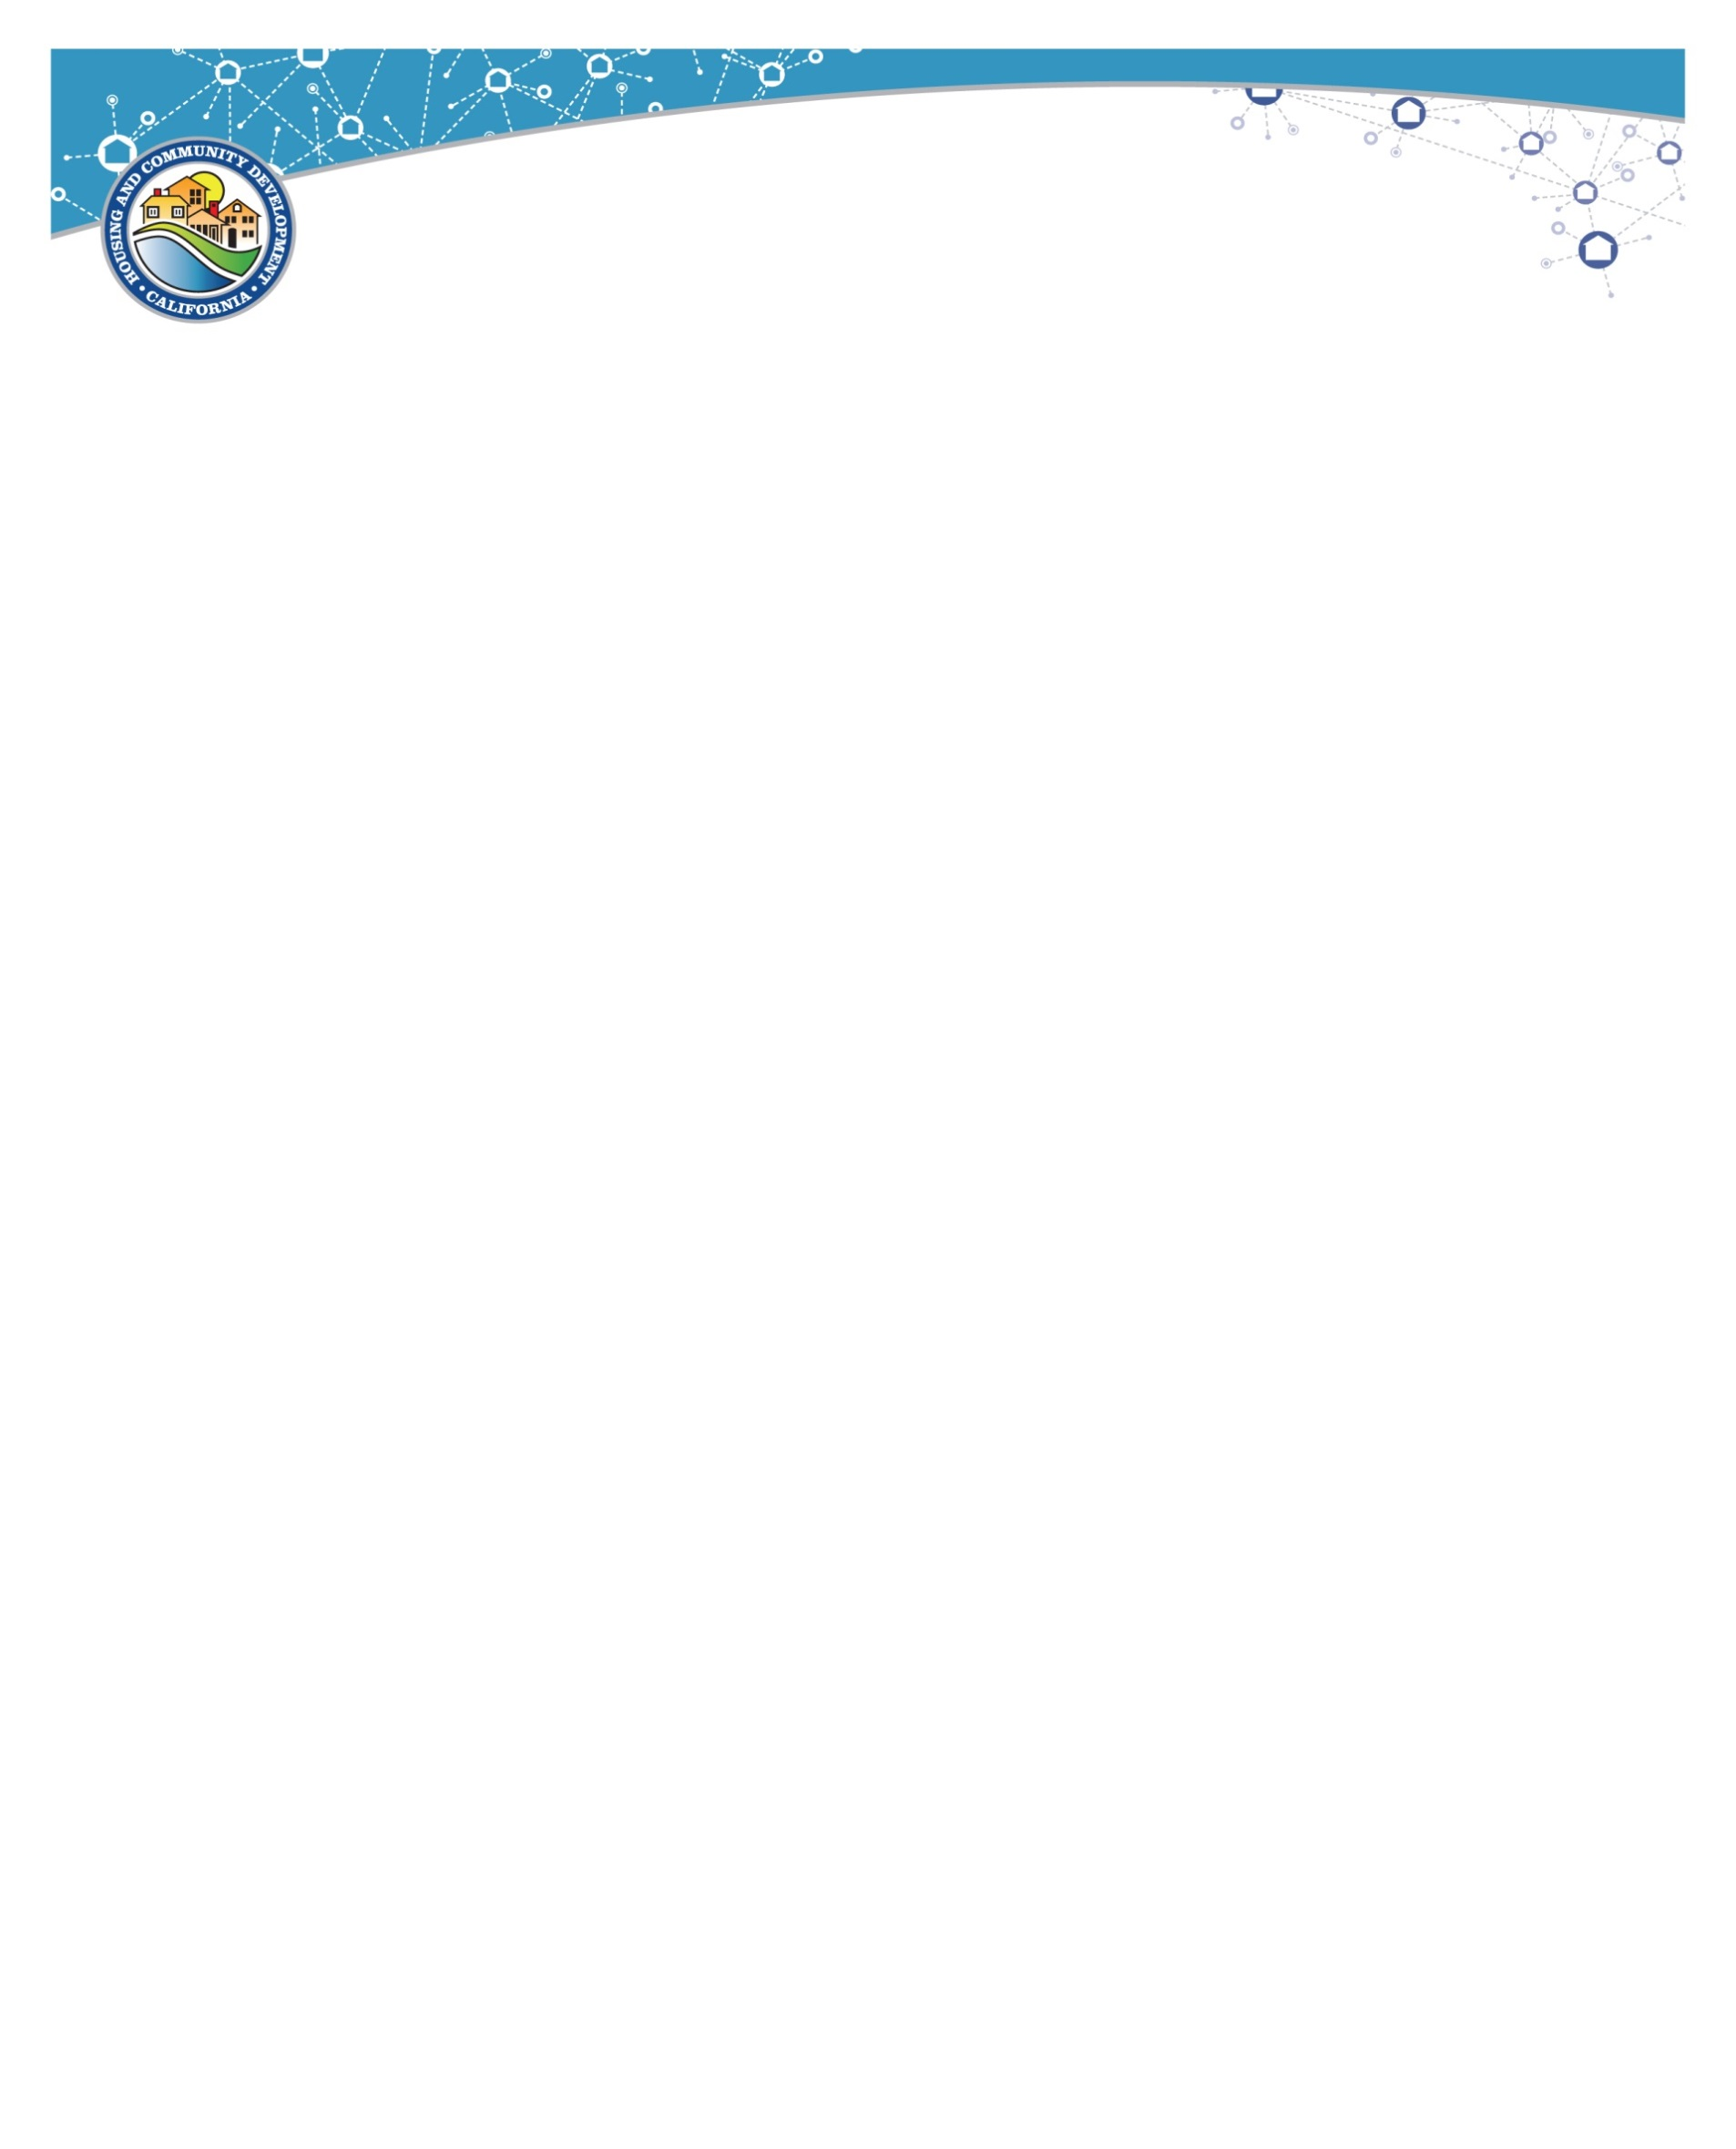 HOUSING AND COMMUNITY DEVELOPMENT
• CALIFORNIA •